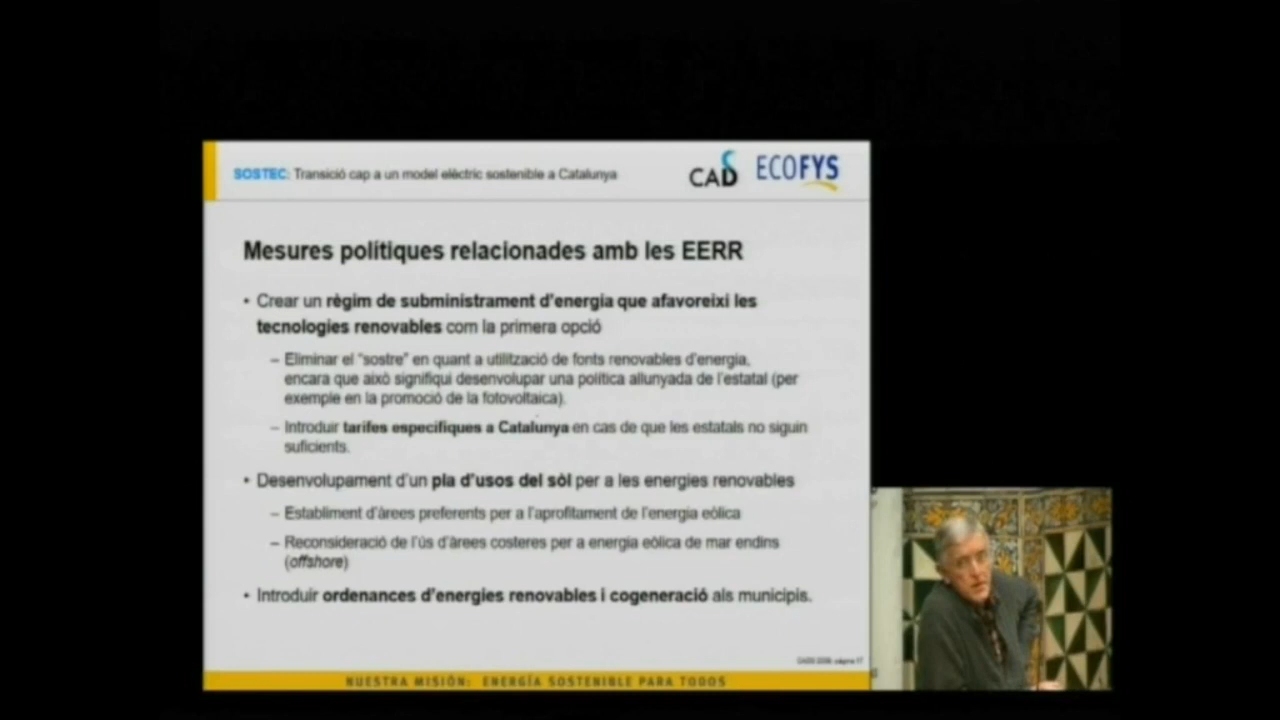 SOSTEC: Transició cap a un model elèctric sostenible a Catalunya
CADS
ECOFYS
Mesures polítiques relacionades amb les EERR
• Crear un règim de subministrament d'energia que afavoreixi les
tecnologies renovables com la primera opció
– Eliminar el "sostre" en quant a utilització de fonts renovables d'energia,
encara que això signifiqui desenvolupar una política allunyada de l'estatal (per
exemple en la promoció de la fotovoltaica).
– Introduir tarifes específiques a Catalunya en cas de que les estatals no siguin
suficients.
• Desenvolupament d'un pla d'usos del sòl per a les energies renovables
– Establiment d'àrees preferents per a l'aprofitament de l'energia eòlica
– Reconsideració de l'ús d'àrees costeres per a energia eòlica de mar endins
(offshore)
• Introduir ordenances d'energies renovables i cogeneració als municipis.
NUESTRA MISIÓN: ENERGÍA SOSTENIBLE PARA TODOS